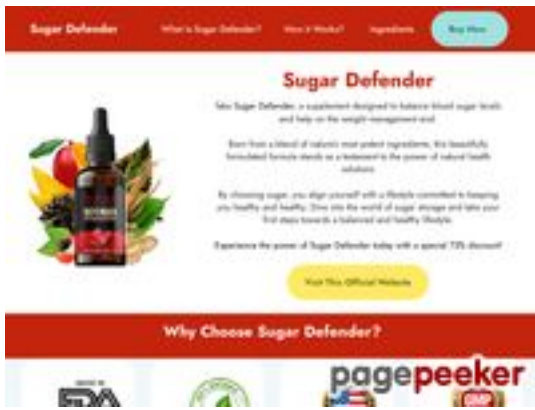 Sugar Defender
What is Sugar Defender?
How it Works?
Ingredients
Buy Now
Sugar Defender
Take Sugar Defender, a supplement designed to balance blood sugar levels
and help on the weight management end.
Born from a blend of nature's most potent ingredients, this beautifully
formulated formula stands as a testament to the power of natural health
solutions.
By choosing sugar, you align yourself with a lifestyle committed to keeping
you healthy and healthy. Dive into the world of sugar storage and take your
first steps towards a balanced and healthy lifestyle.
Experience the power of Sugar Defender today with a special 75% discount!
Visit This Official Website
Why Choose Sugar Defender?
FDA
GMP
pagepeeker